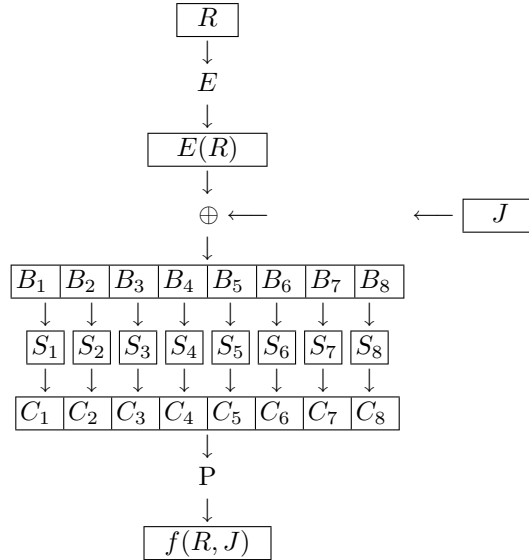 R
E
E(R)
⊕ J
B₁ B₂ B₃ B₄ B₅ B₆ B₇ B₈
S₁ S₂ S₃ S₄ S₅ S₆ S₇ S₈
C₁ C₂ C₃ C₄ C₅ C₆ C₇ C₈
P
f(R, J)